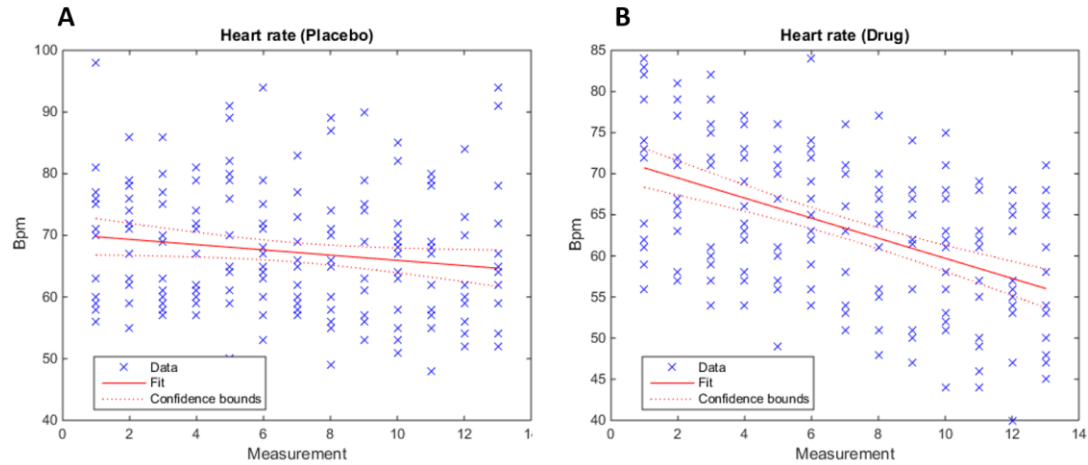 A
Heart rate (Placebo)
100
90
80
70
60
50
40
Bpm
0 2 4 6 8 10 12 1
Measurement
Data
Fit
Confidence bounds
B
Heart rate (Drug)
85
80
75
70
65
60
55
50
45
40
Bpm
0 2 4 6 8 10 12 14
Measurement
Data
Fit
Confidence bounds